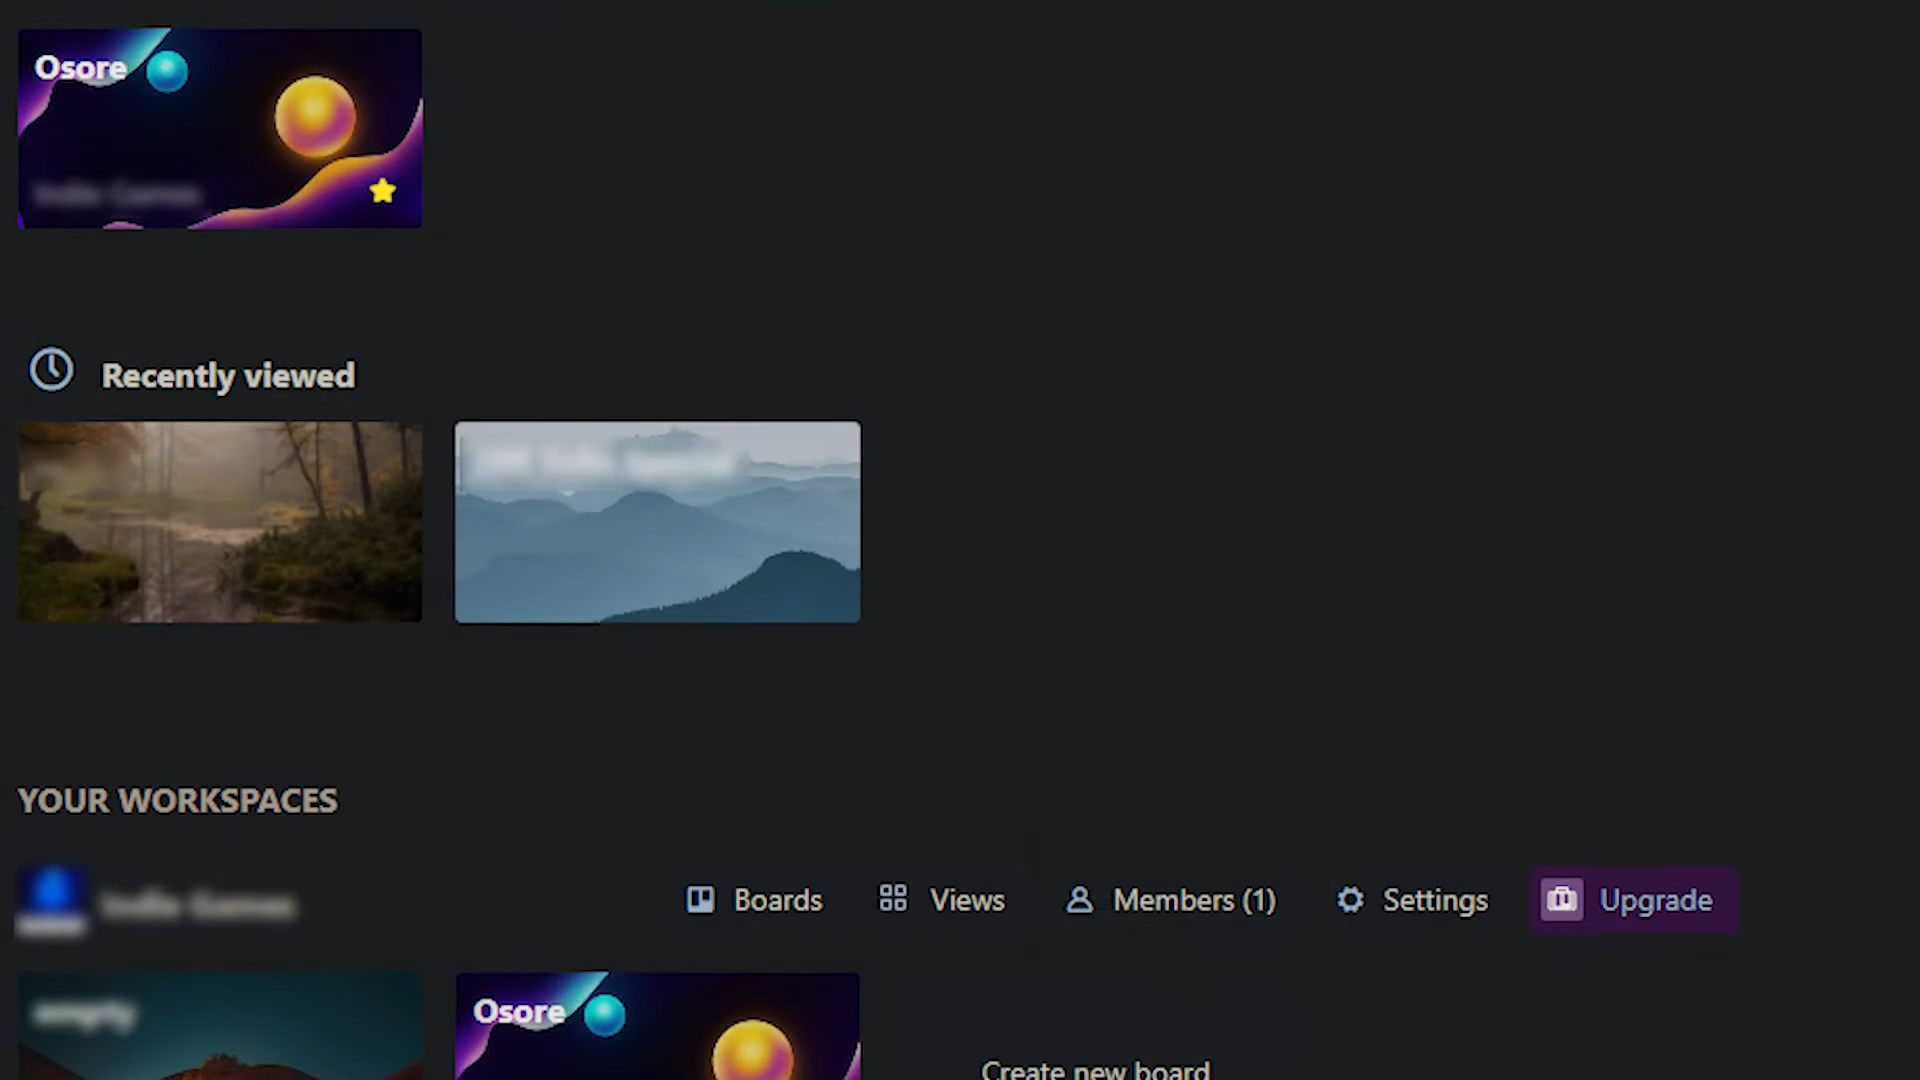 Osore
Recently viewed
YOUR WORKSPACES
Boards
Views
Members (1)
Settings
Upgrade
Osore
Create new board